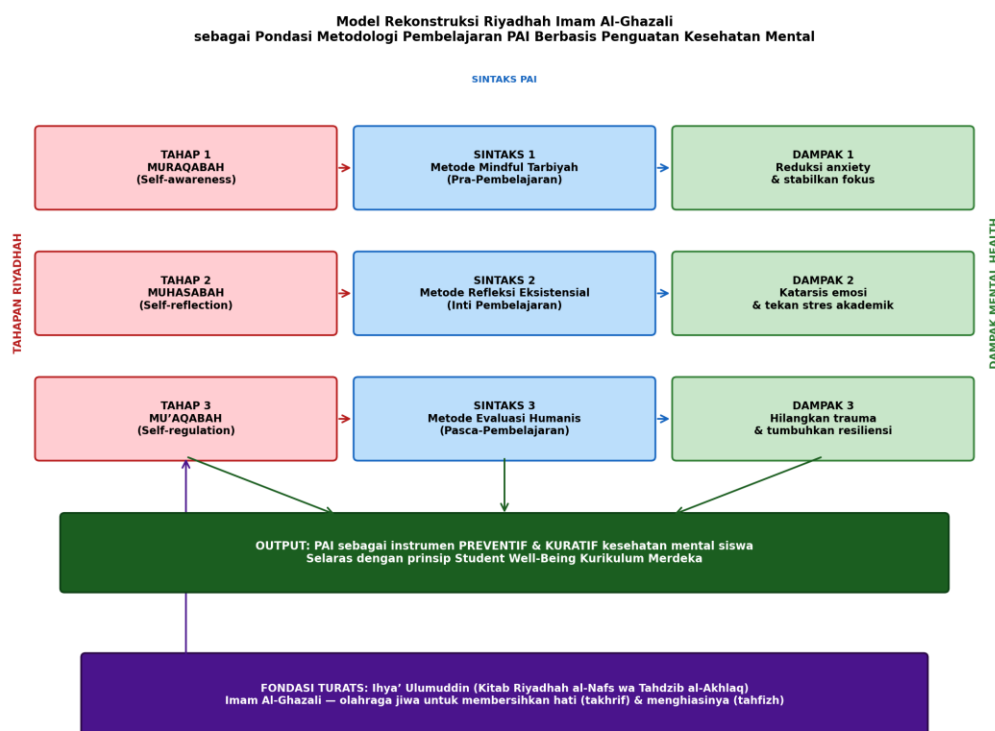 Model Rekonstruksi Riyadhah Imam Al-Ghazali
sebagai Pondasi Metodologi Pembelajaran PAI Berbasis Penguatan Kesehatan Mental
SINTAKS PAI
TAHAPAN RIYADHAH
TAHAP 1
MURAQABAH
(Self-awareness)
SINTAKS 1
Metode Mindful Tarbiyah
(Pra-Pembelajaran)
DAMPAK 1
Reduksi anxiety
& stabilkan fokus
TAHAP 2
MUHASABAH
(Self-reflection)
SINTAKS 2
Metode Refleksi Eksistensial
(Inti Pembelajaran)
DAMPAK 2
Katarsis emosi
& tekan stres akademik
TAHAP 3
MU’AQABAH
(Self-regulation)
SINTAKS 3
Metode Evaluasi Humanis
(Pasca-Pembelajaran)
DAMPAK 3
Hilangkan trauma
& tumbuhkan resiliensi
DAMPAK MENTAL HEALTH
OUTPUT: PAI sebagai instrumen PREVENTIF & KURATIF kesehatan mental siswa
Selaras dengan prinsip Student Well-Being Kurikulum Merdeka
FONDASI TURATS: Ihya’ Ulumuddin (Kitab Riyadhah al-Nafs wa Tahdzib al-Akhlaq)
Imam Al-Ghazali — olahraga jiwa untuk membersihkan hati (takhrif) & menghiasinya (tahfizh)